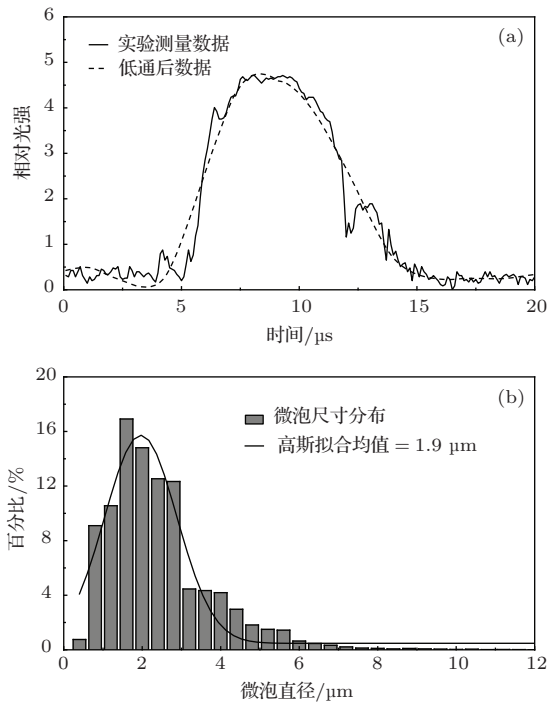 6
(a)
实验测量数据
5
低通后数据
4
相对光强
3
2
1
0
0
5
10
15
20
时间/µs
20
(b)
微泡尺寸分布
16
高斯拟合均值 = 1.9 µm
12
百分比/%
8
4
0
0
2
4
6
8
10
12
微泡直径/µm